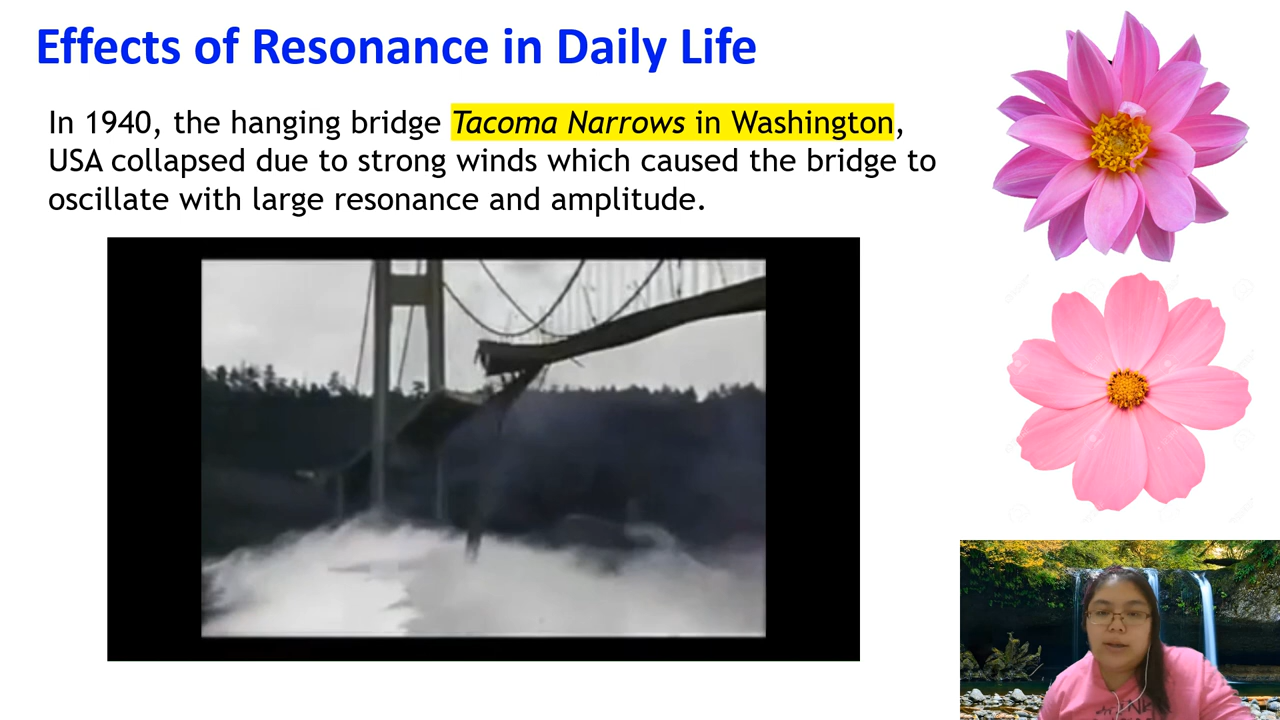 Effects of Resonance in Daily Life
In 1940, the hanging bridge Tacoma Narrows in Washington,
USA collapsed due to strong winds which caused the bridge to
oscillate with large resonance and amplitude.